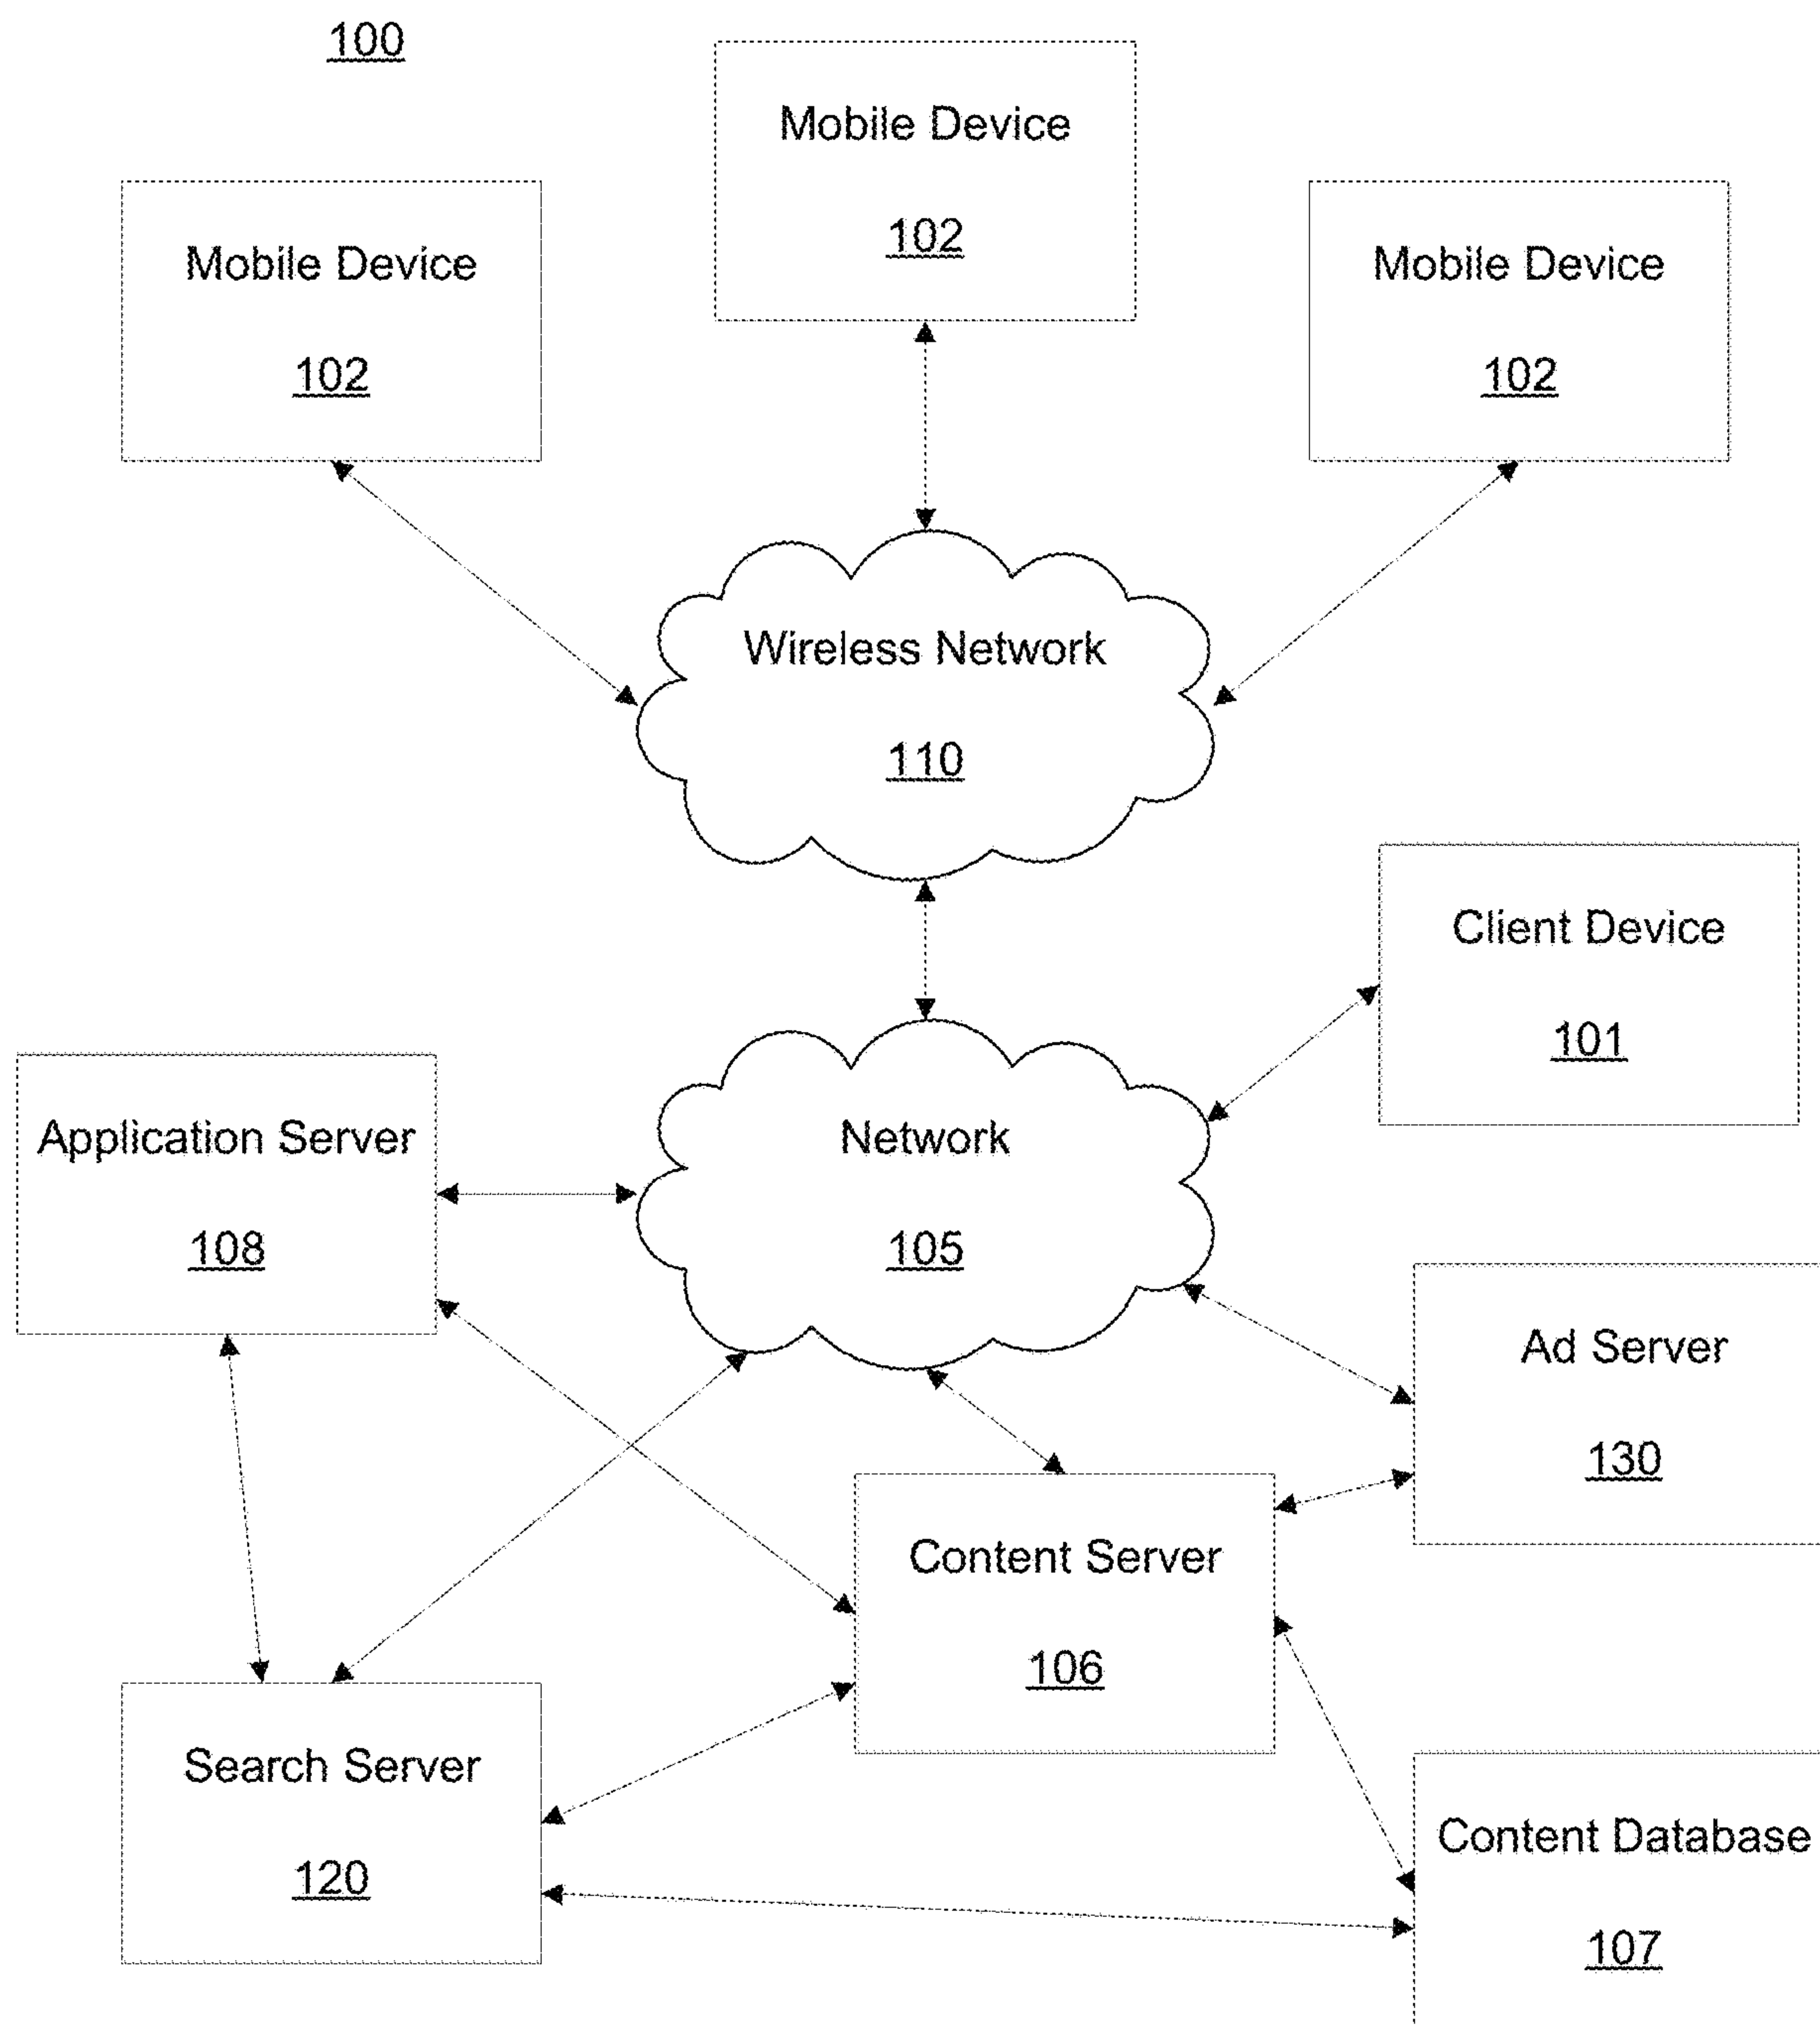 100
Mobile Device
102
Mobile Device
102
Mobile Device
102
Wireless Network
110
Client Device
101
Application Server
108
Network
105
Ad Server
130
Content Server
106
Search Server
120
Content Database
107